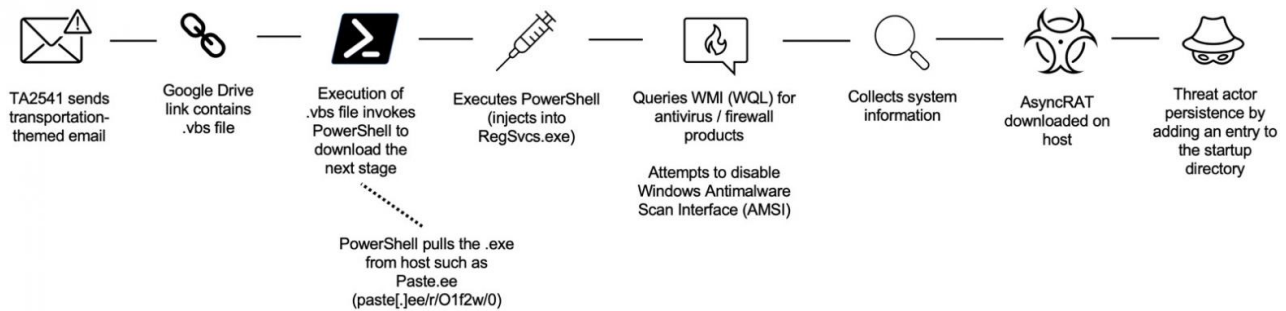 TA2541 sends
transportation-
themed email
Google Drive
link contains
.vbs file
Execution of
.vbs file invokes
PowerShell to
download the
next stage
PowerShell pulls the .exe
from host such as
Paste.ee
(paste[.]ee/r/O1f2w/0)
Executes PowerShell
(injects into
RegSvcs.exe)
Queries WMI (WQL) for
antivirus / firewall
products
Attempts to disable
Windows Antimalware
Scan Interface (AMSI)
Collects system
information
AsyncRAT
downloaded on
host
Threat actor
persistence by
adding an entry to
the startup
directory